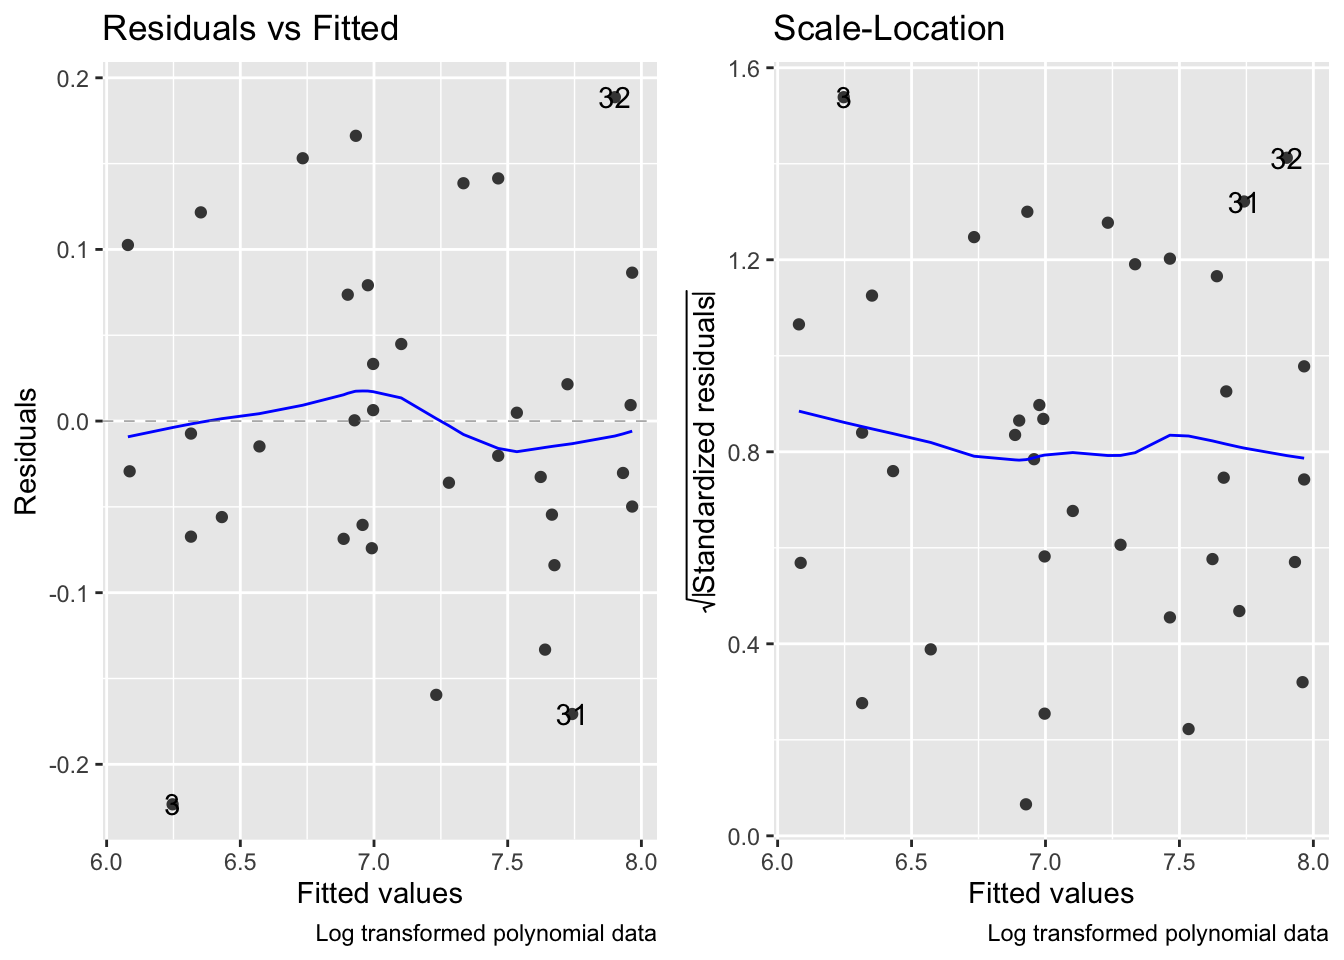 Residuals vs Fitted
0.2
0.1
0.0
-0.1
-0.2
Residuals
32
31
3
6.0 6.5 7.0 7.5 8.0
Fitted values
Log transformed polynomial data
Scale-Location
1.6
1.2
0.8
0.4
0.0
√|Standardized residuals|
3
32
31
6.0 6.5 7.0 7.5 8.0
Fitted values
Log transformed polynomial data